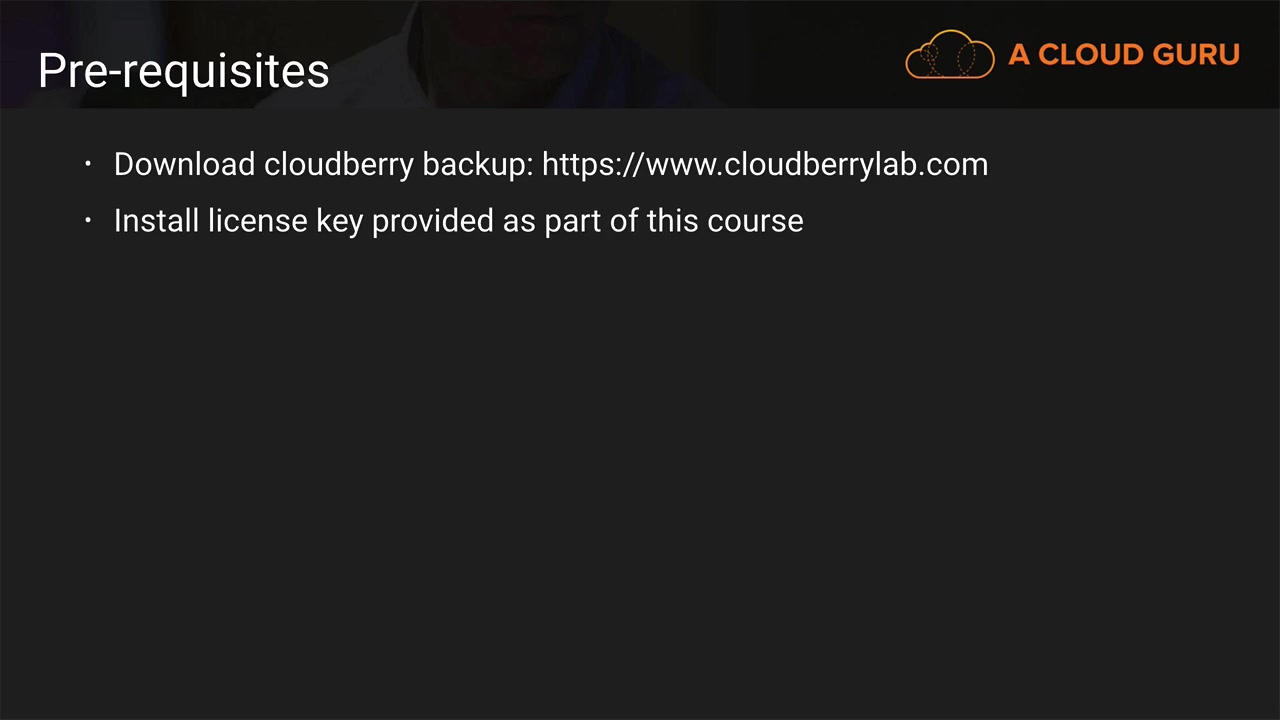 Pre-requisites
A CLOUD GURU
· Download cloudberry backup: https://www.cloudberrylab.com
· Install license key provided as part of this course